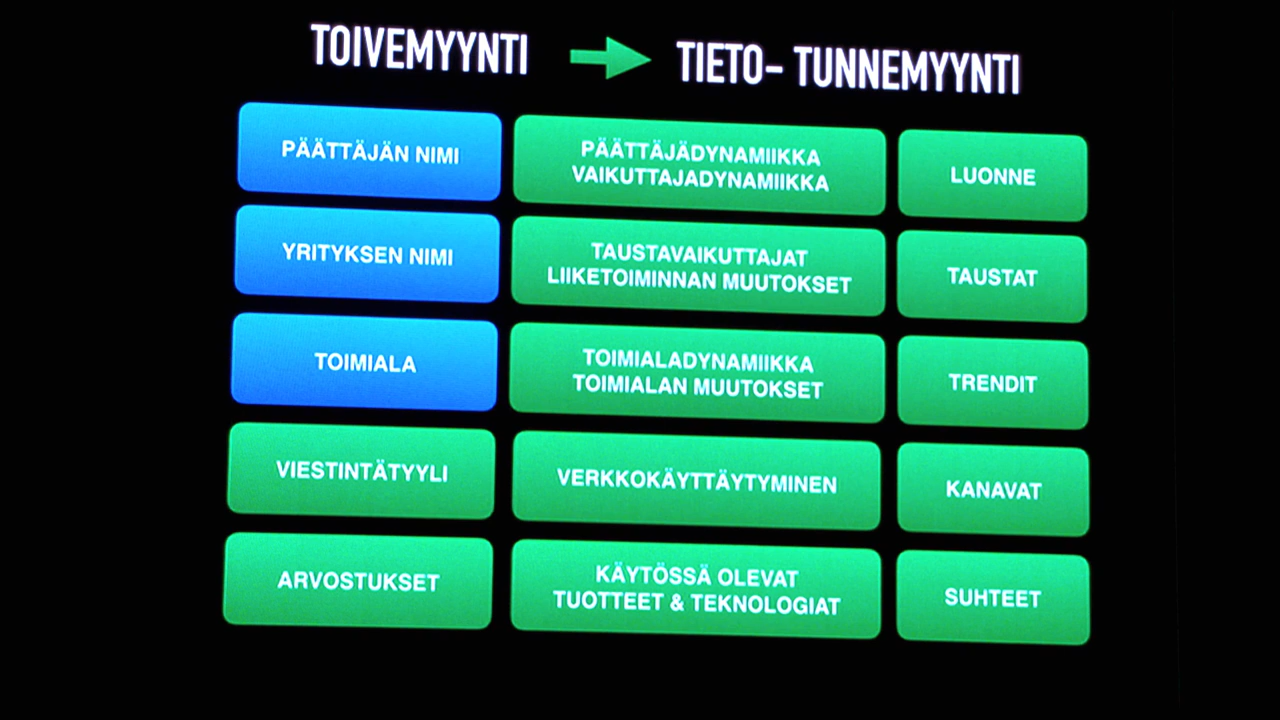 TOIVEMYYNTI → TIETO- TUNNEMYYNTI
PÄÄTTÄJÄN NIMI
PÄÄTTÄJÄDYNAMIIKKA
VAIKUTTAJADYNAMIIKKA
LUONNE
YRITYKSEN NIMI
TAUSTAVAIKUTTAJAT
LIIKETOIMINNAN MUUTOKSET
TAUSTAT
TOIMIALA
TOIMIALADYNAMIIKKA
TOIMIALAN MUUTOKSET
TRENDIT
VIESTINTÄTYYLI
VERKKOKÄYTTÄYTYMINEN
KANAVAT
ARVOSTUKSET
KÄYTÖSSÄ OLEVAT
TUOTTEET & TEKNOLOGIAT
SUHTEET